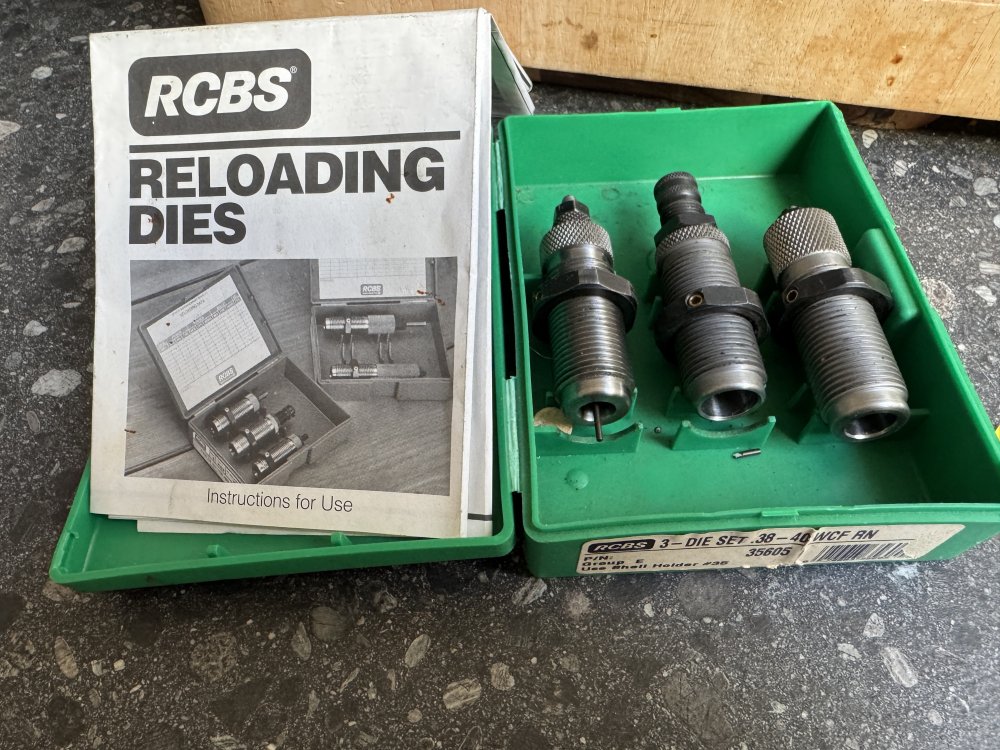 RCBS®
RELOADING
DIES
RCBS
RCBS
Instructions for Use
RCBS 3-DIE SET .38-40 WCF RN
P/N: 35605
Group E
Use Shell Holder #35